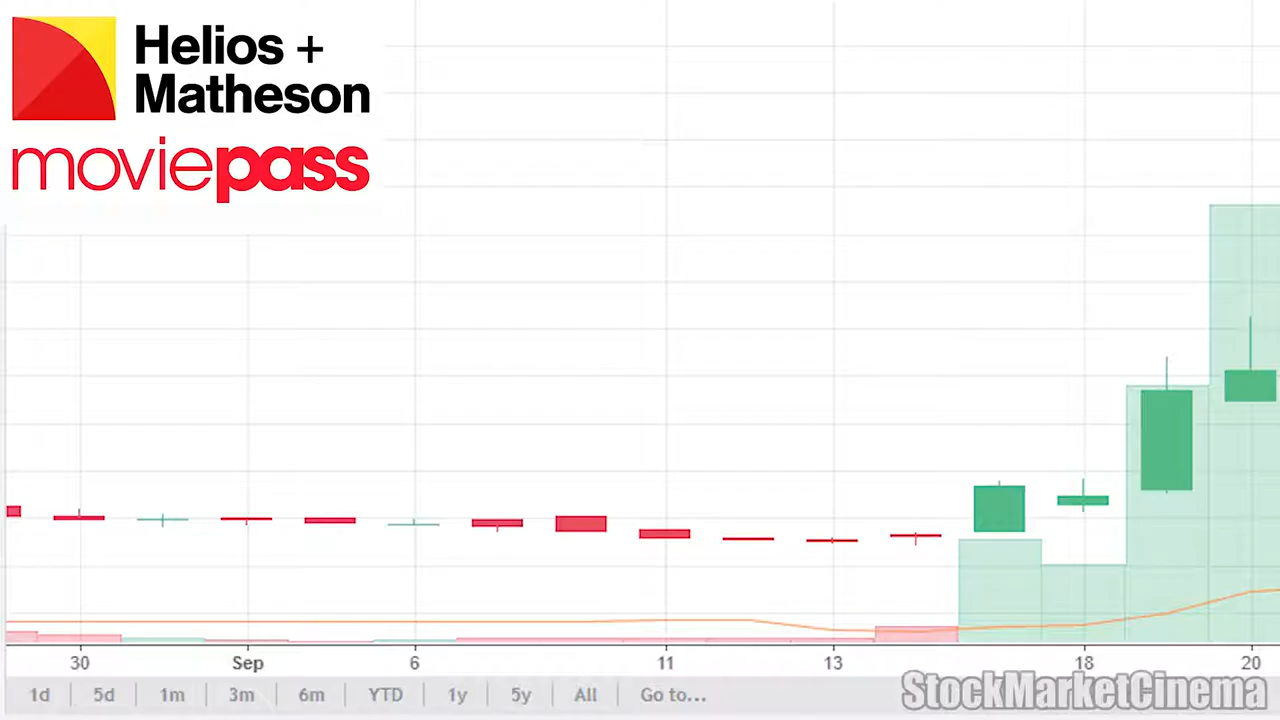 Helios +
Matheson
moviepass
30 Sep 6 11 13 18 20
1d 5d 1m 3m 6m YTD 1y 5y All Go to...
StockMarketCinema